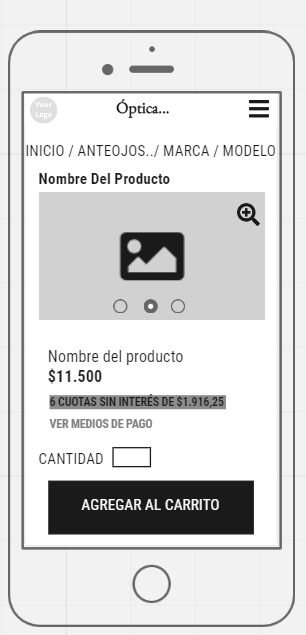 Your
Logo
Óptica...
INICIO / ANTEOJOS../ MARCA / MODELO
Nombre Del Producto
Nombre del producto
$11.500
6 CUOTAS SIN INTERÉS DE $1.916,25
VER MEDIOS DE PAGO
CANTIDAD
AGREGAR AL CARRITO